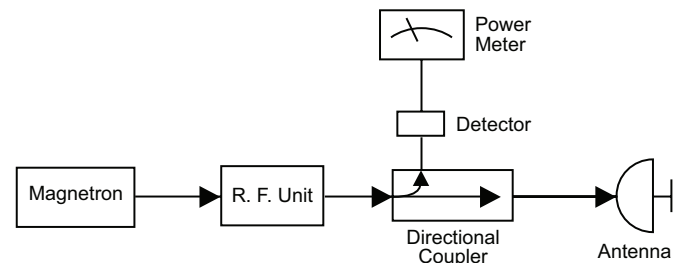 Power
Meter
Detector
Magnetron
R. F. Unit
Directional
Coupler
Antenna